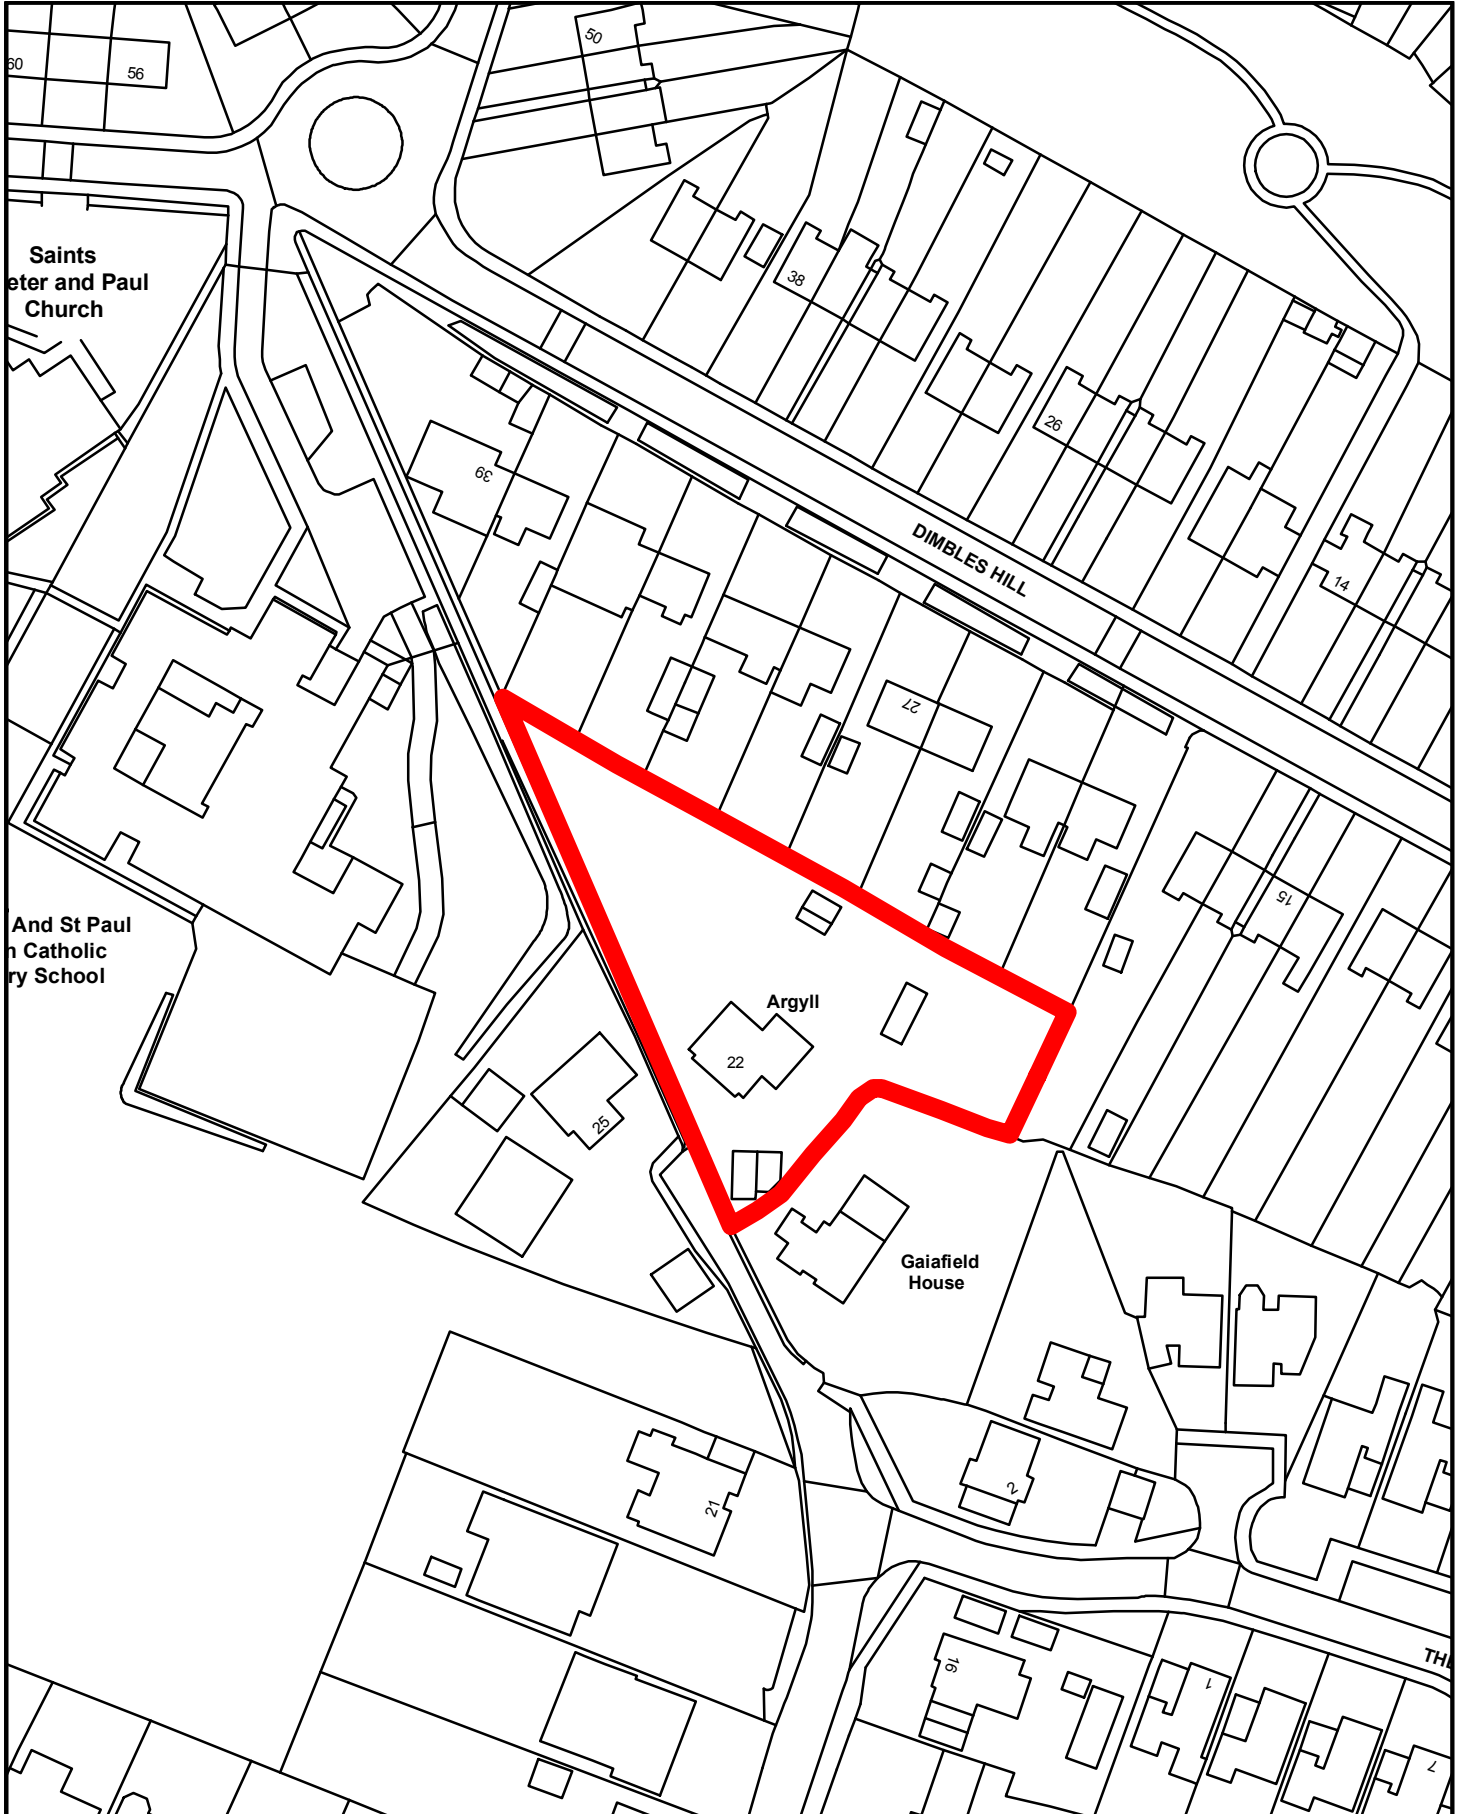 50
60
56
Saints
eter and Paul
Church
38
39
26
DIMBLES HILL
14
27
15
And St Paul
n Catholic
ry School
Argyll
22
25
Gaiafield
House
2
21
16
1
THE
7